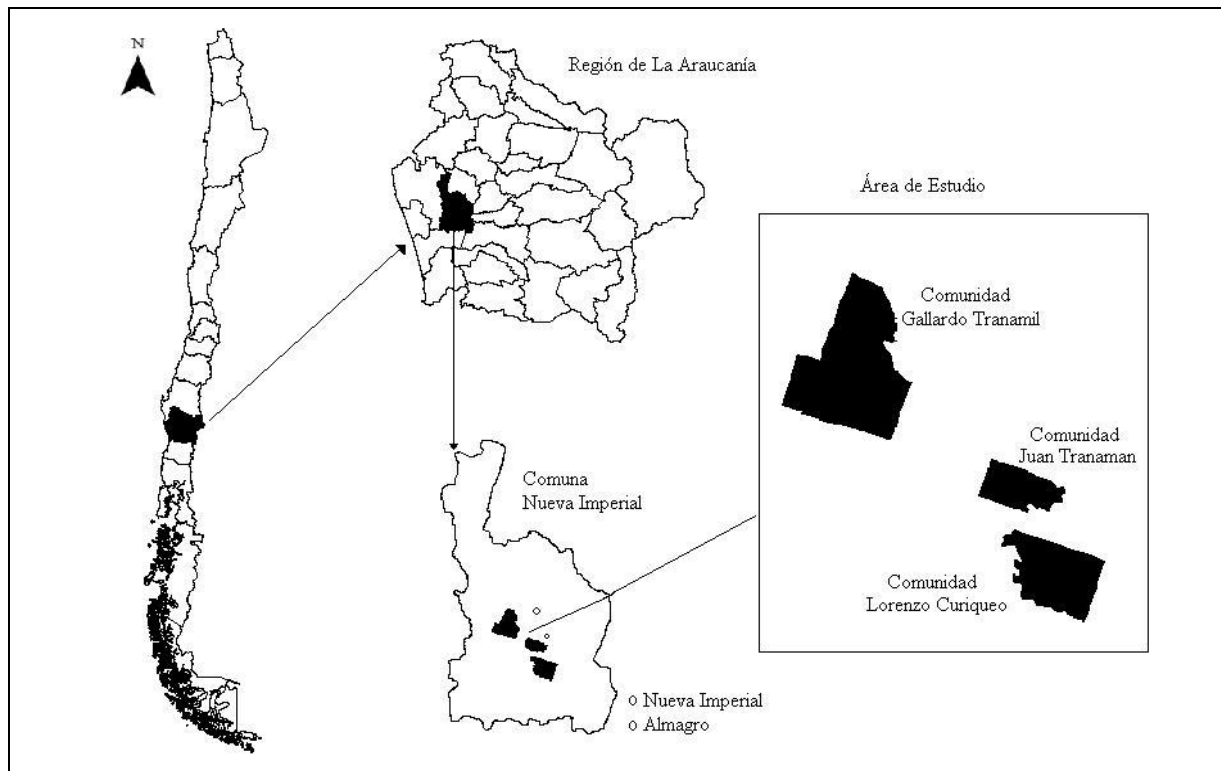 N
Región de La Araucanía
Área de Estudio
Comunidad
Gallardo Tranamil
Comunidad
Juan Tranaman
Comunidad
Lorenzo Curiqueo
Comuna
Nueva Imperial
Nueva Imperial
Almagro